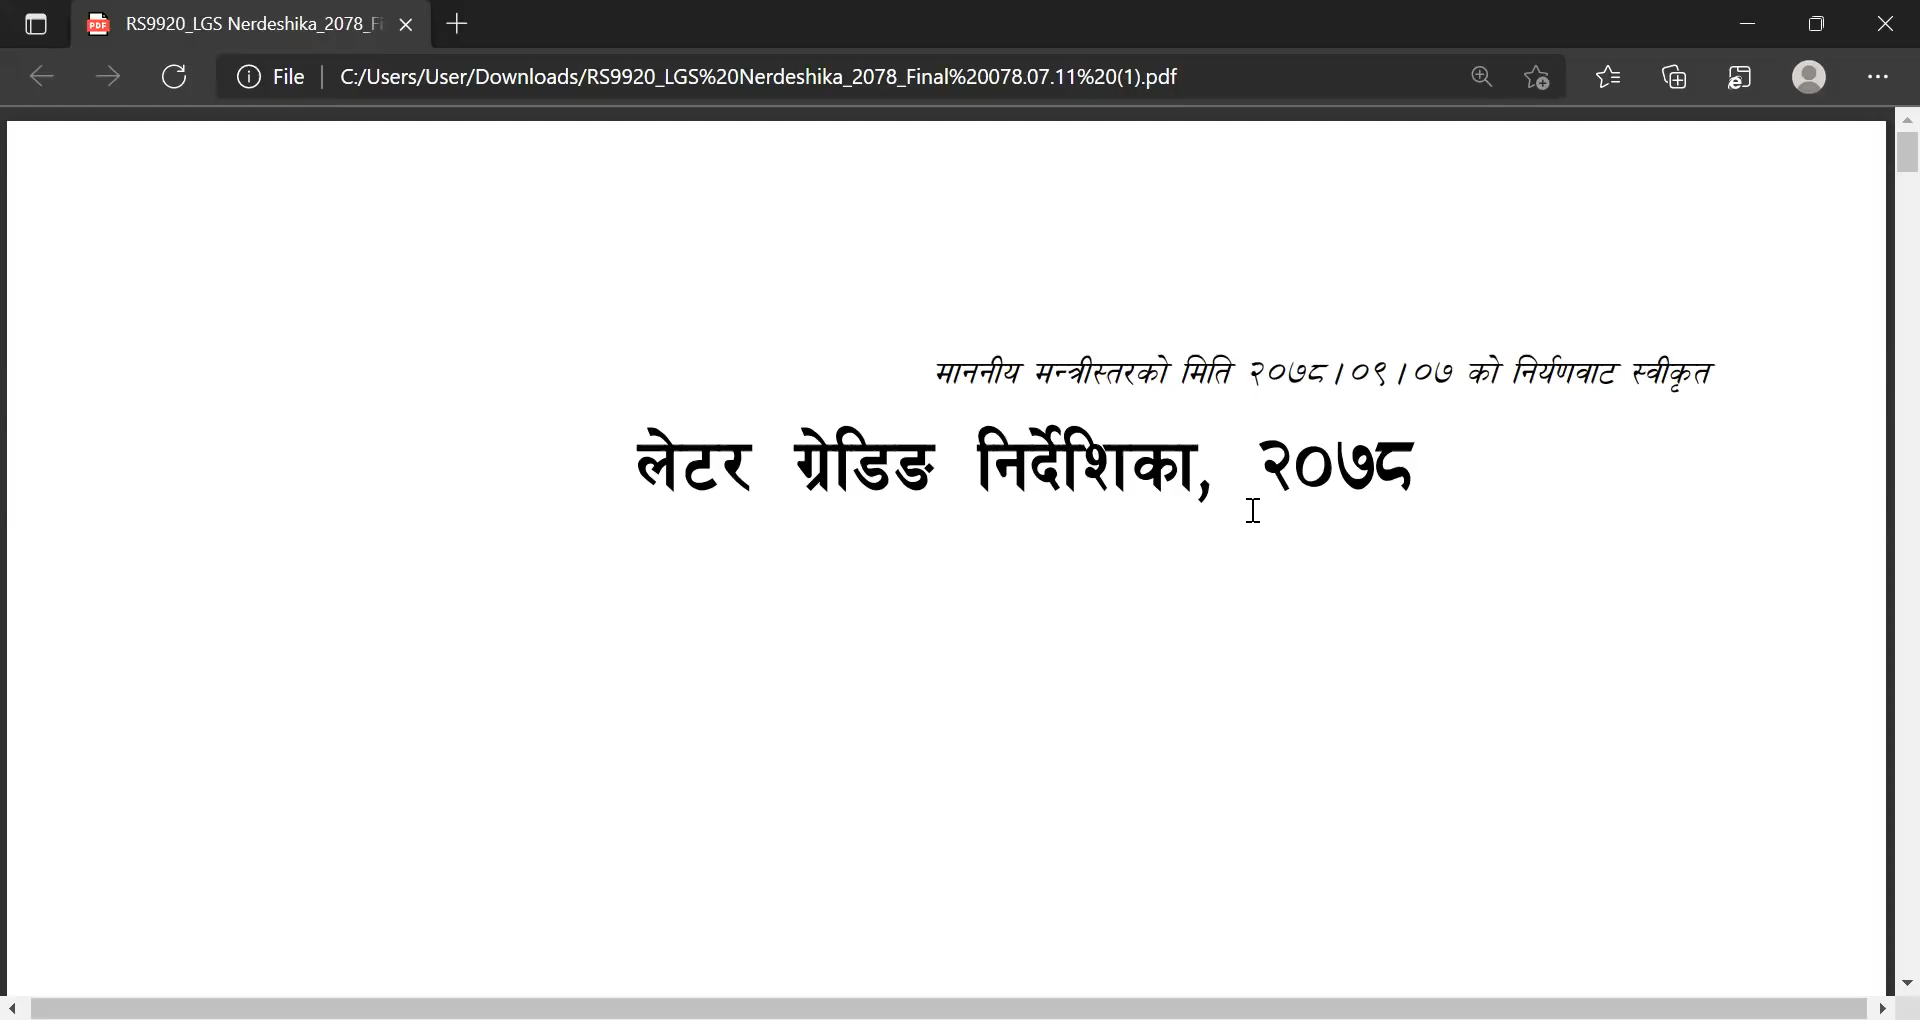 RS9920_LGS Nerdeshika_2078_Fi
File
C:/Users/User/Downloads/RS9920_LGS%20Nerdeshika_2078_Final%20078.07.11%20(1).pdf
माननीय मन्त्रीस्तरको मिति २०७८।०९।०७ को निर्यणवाट स्वीकृत
लेटर ग्रेडिङ निर्देशिका, २०७८